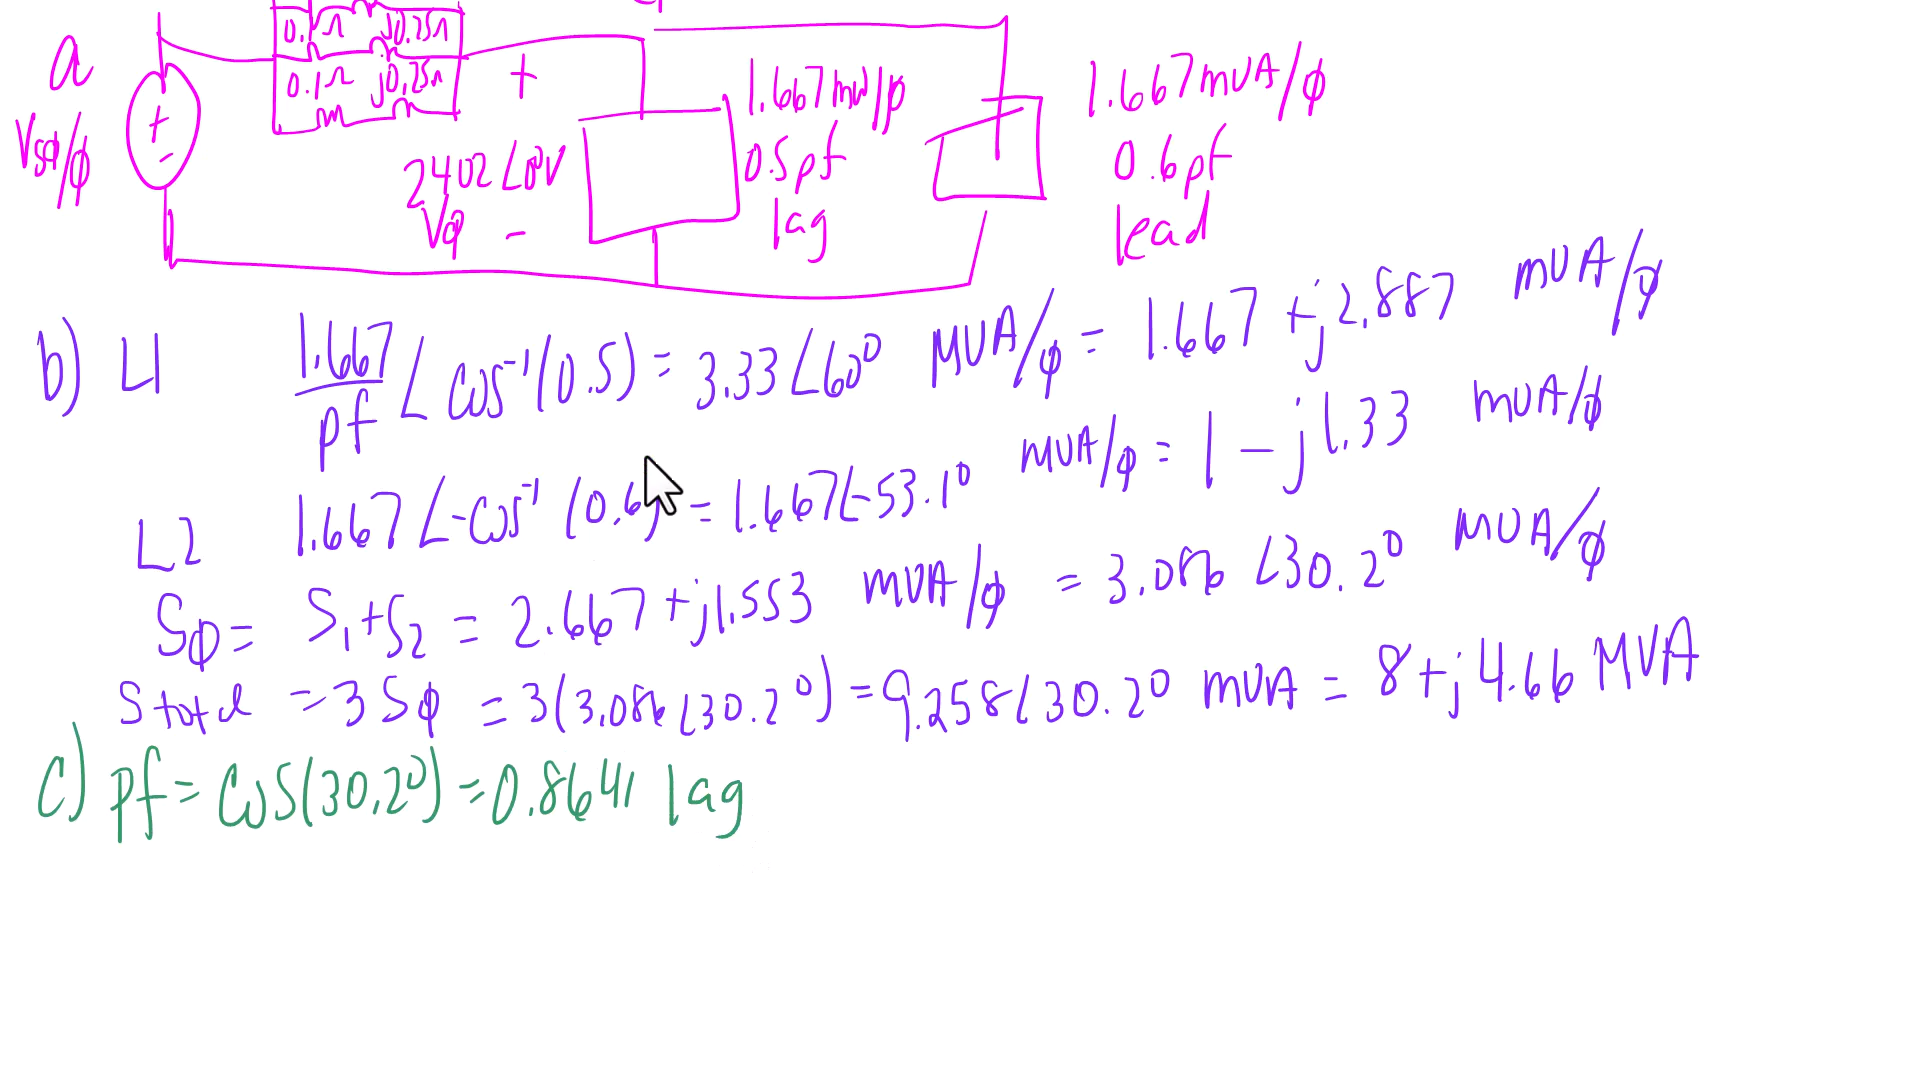 0.1Ω j0.25Ω
a
0.1Ω j0.25Ω
+
+
-
Vsφ/φ
2402∠0°V
Vφ -
1.667mW/φ
0.5pf
lag
1.667mVA/φ
0.6pf
lead
b) L1 1.667/pf ∠cos⁻¹(0.5) = 3.33∠60° MVA/φ = 1.667 + j2.887 mVA/φ
L2 1.667∠-cos⁻¹(0.6) = 1.667∠-53.1° mVA/φ = 1 - j1.33 mVA/φ
Sφ = S₁+S₂ = 2.667 + j1.553 mVA/φ = 3.086∠30.2° mVA/φ
Stotal = 3Sφ = 3(3.086∠30.2°) = 9.258∠30.2° mVA = 8 + j4.66 MVA
c) pf = cos(30.2°) = 0.8641 lag